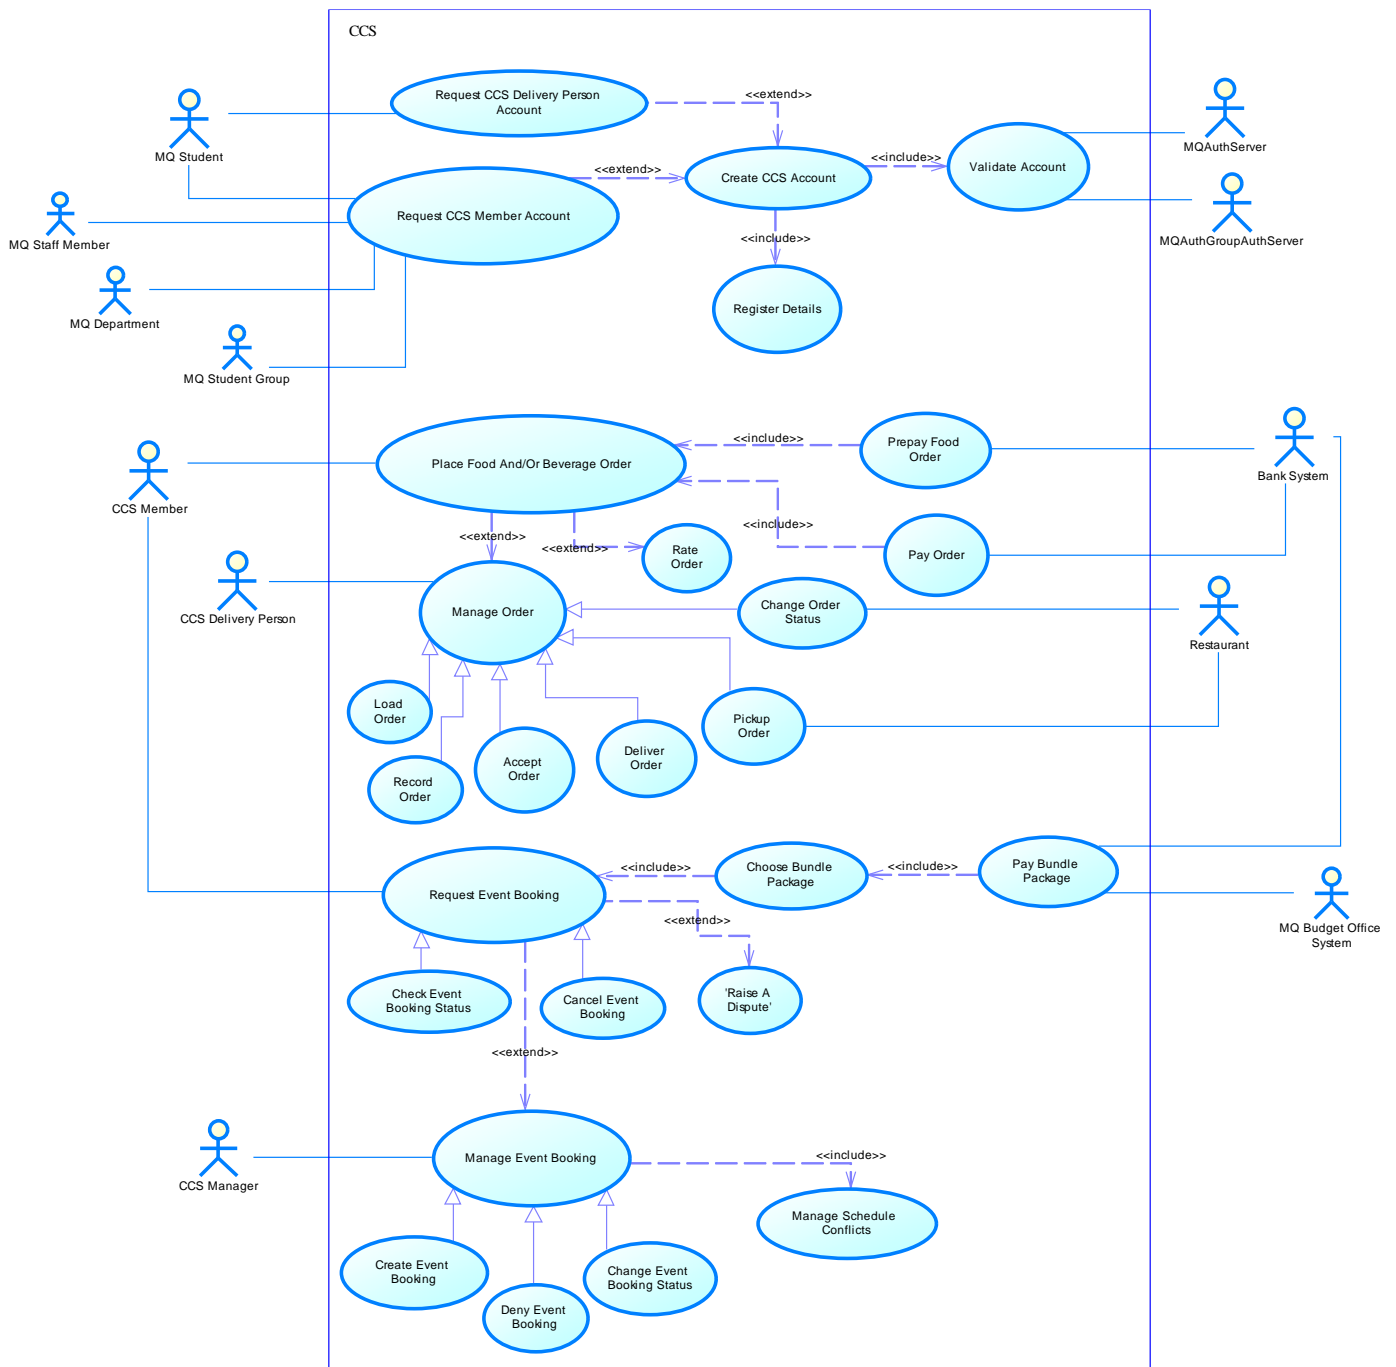 CCS
Request CCS Delivery Person
Account
<<extend>>
MQ Student
MQAuthServer
<<include>>
Validate Account
<<extend>>
Create CCS Account
Request CCS Member Account
MQ Staff Member
MQAuthGroupAuthServer
<<include>>
MQ Department
Register Details
MQ Student Group
<<include>>
Prepay Food
Order
Place Food And/Or Beverage Order
Bank System
CCS Member
<<include>>
<<extend>>
<<extend>>
Rate
Order
Pay Order
Manage Order
Change Order
Status
CCS Delivery Person
Restaurant
Load
Order
Pickup
Order
Deliver
Order
Accept
Order
Record
Order
Request Event Booking
<<include>>
Choose Bundle
Package
<<include>>
Pay Bundle
Package
<<extend>>
MQ Budget Office
System
Check Event
Booking Status
Cancel Event
Booking
'Raise A
Dispute'
<<extend>>
Manage Event Booking
<<include>>
CCS Manager
Manage Schedule
Conflicts
Create Event
Booking
Change Event
Booking Status
Deny Event
Booking